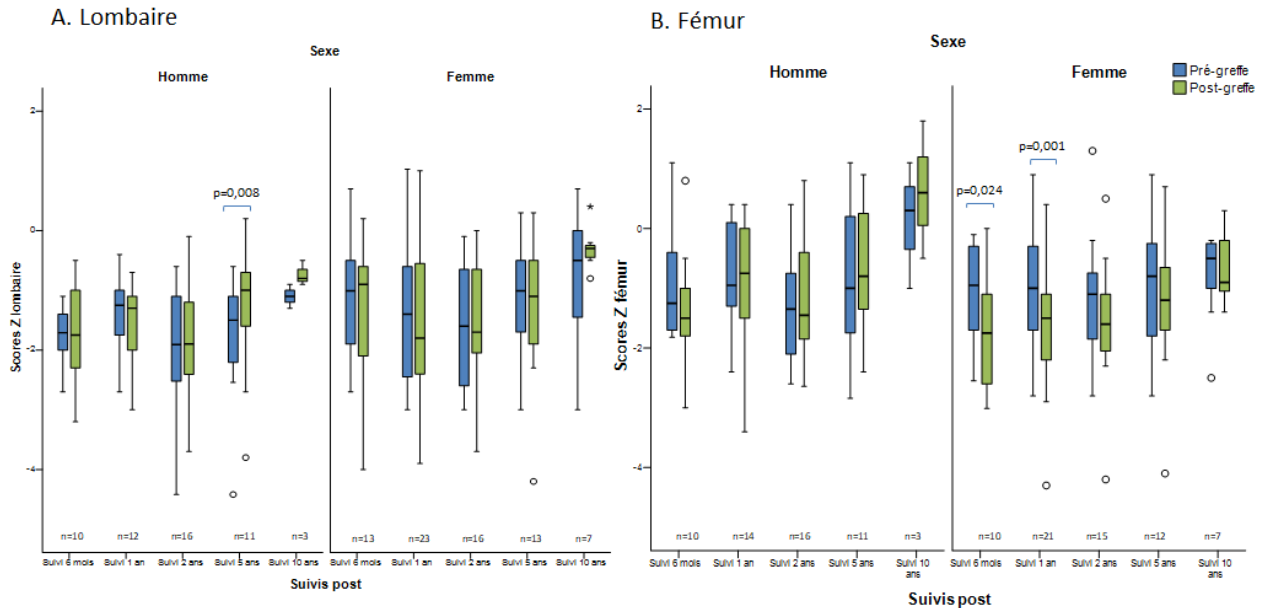 A. Lombaire
Sexe
Homme
Femme
Scores Z lombaire
2
0
-2
-4
p=0,008
*
n=10
n=12
n=16
n=11
n=3
n=13
n=23
n=16
n=13
n=7
Suivi 6 mois
Suivi 1 an
Suivi 2 ans
Suivi 5 ans
Suivi 10 ans
Suivi 6 mois
Suivi 1 an
Suivi 2 ans
Suivi 5 ans
Suivi 10 ans
Suivis post
B. Fémur
Sexe
Homme
Femme
Pré-greffe
Post-greffe
Scores Z fémur
2
0
-2
-4
p=0,024
p=0,001
n=10
n=14
n=16
n=11
n=3
n=10
n=21
n=15
n=12
n=7
Suivi 6 mois
Suivi 1 an
Suivi 2 ans
Suivi 5 ans
Suivi 10
ans
Suivi 6 mois
Suivi 1 an
Suivi 2 ans
Suivi 5 ans
Suivi 10
ans
Suivis post